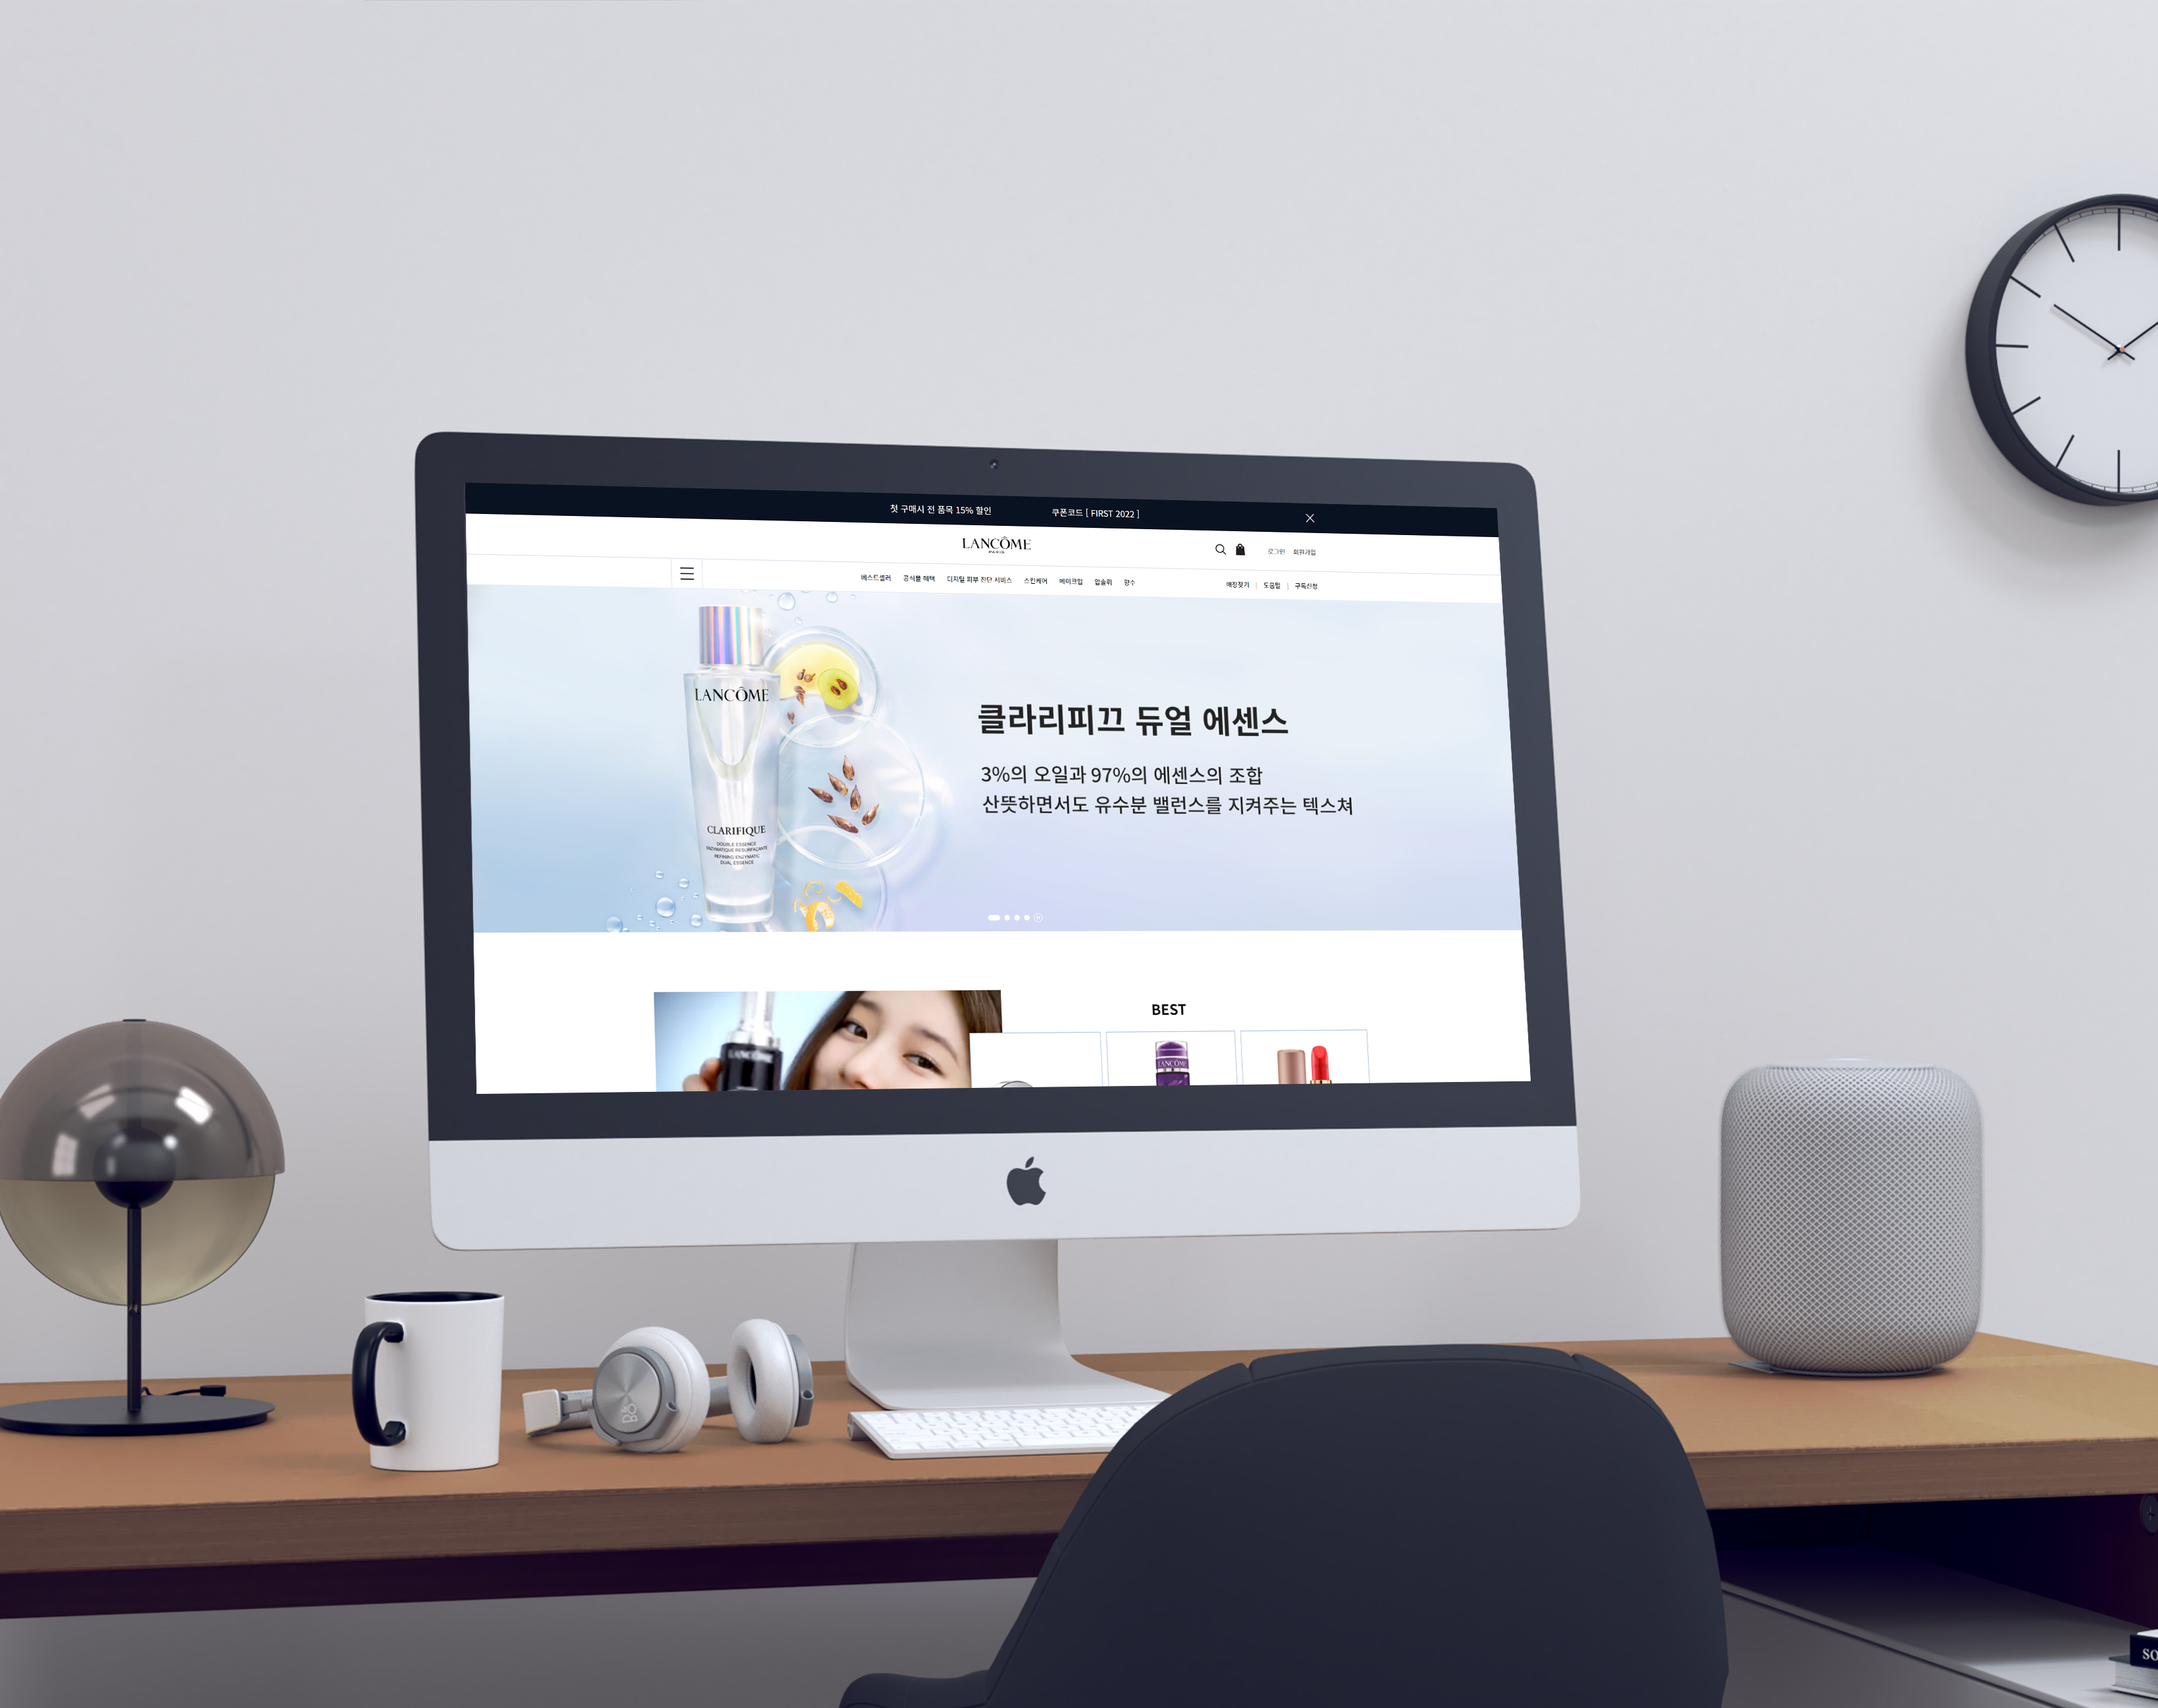 첫 구매시 전 품목 15% 할인 쿠폰코드 [ FIRST 2022 ]
LANCÔME
PARIS
로그인 회원가입
베스트셀러 공식몰 혜택 디지털 피부 진단 서비스 스킨케어 메이크업 압솔뤼 향수
매장찾기 | 도움말 | 구독신청
LANCÔME
CLARIFIQUE
DOUBLE ESSENCE
ENZYMATIQUE RESURFAÇANTE
REFINING ENZYMATIC
DUAL ESSENCE
클라리피끄 듀얼 에센스
3%의 오일과 97%의 에센스의 조합
산뜻하면서도 유수분 밸런스를 지켜주는 텍스쳐
BEST
LANCÔME
LANCÔME
B&O
SO